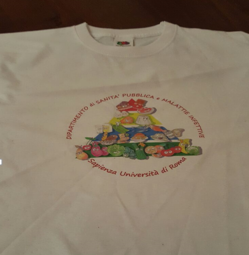 DIPARTIMENTO di SANITA' PUBBLICA e MALATTIE INFETTIVE
Sapienza Università di Roma